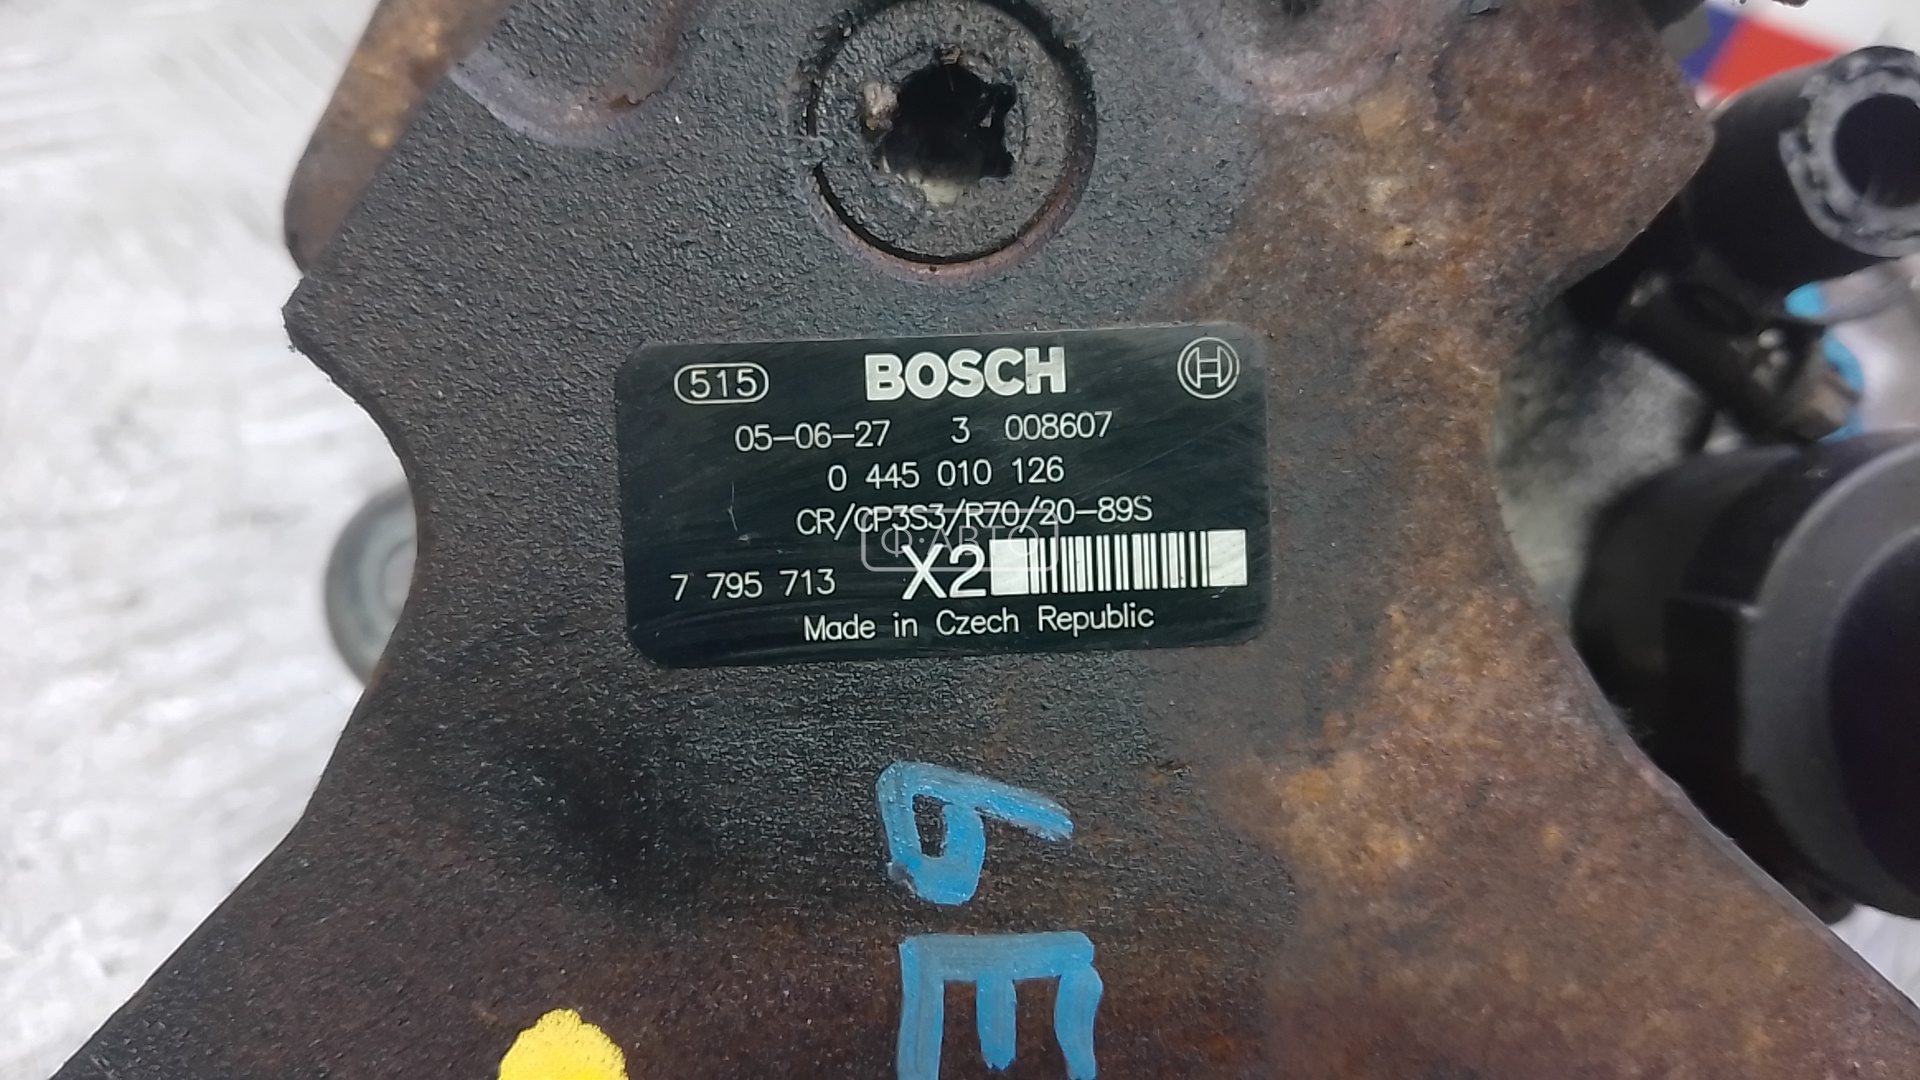 515 BOSCH
05-06-27 3 008607
0 445 010 126
CR/CP3S3/R70/20-89S
Ф·АВТО
7 795 713 X2
Made in Czech Republic